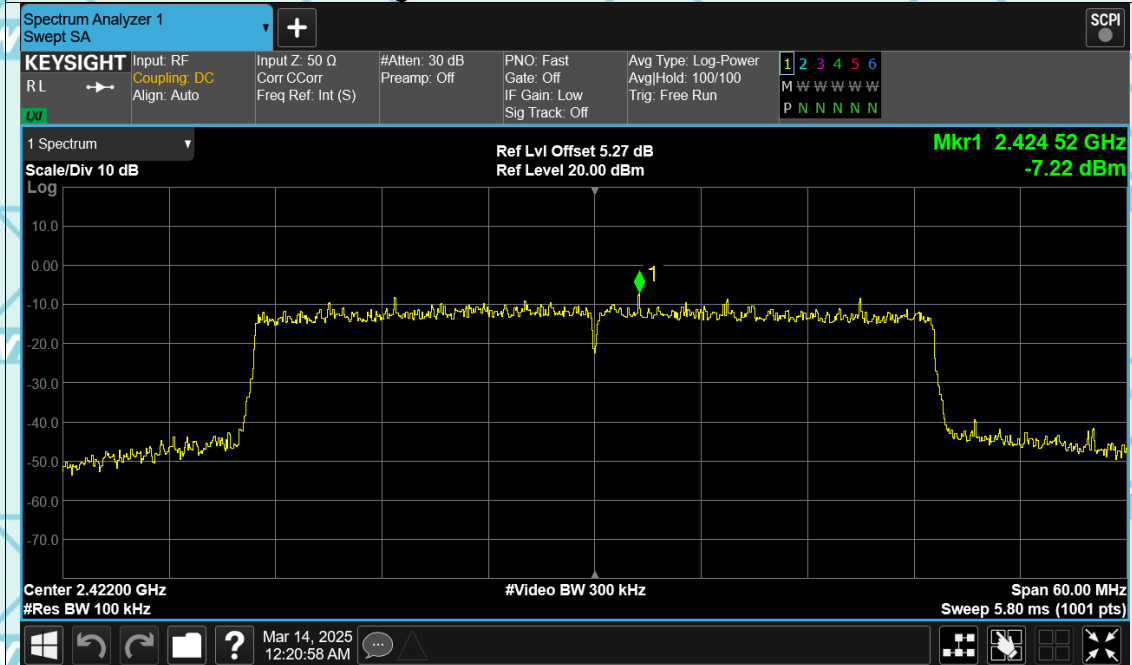 Spectrum Analyzer 1
Swept SA
+
SCPI
KEYSIGHT
RL
LXI
Input: RF
Coupling: DC
Align: Auto
Input Z: 50 Ω
Corr CCorr
Freq Ref: Int (S)
#Atten: 30 dB
Preamp: Off
PNO: Fast
Gate: Off
IF Gain: Low
Sig Track: Off
Avg Type: Log-Power
Avg|Hold: 100/100
Trig: Free Run
1 2 3 4 5 6
M W W W W W
P N N N N N
1 Spectrum
Scale/Div 10 dB
Log
Ref Lvl Offset 5.27 dB
Ref Level 20.00 dBm
Mkr1 2.424 52 GHz
-7.22 dBm
1
10.0
0.00
-10.0
-20.0
-30.0
-40.0
-50.0
-60.0
-70.0
Center 2.42200 GHz
#Res BW 100 kHz
#Video BW 300 kHz
Span 60.00 MHz
Sweep 5.80 ms (1001 pts)
?
Mar 14, 2025
12:20:58 AM